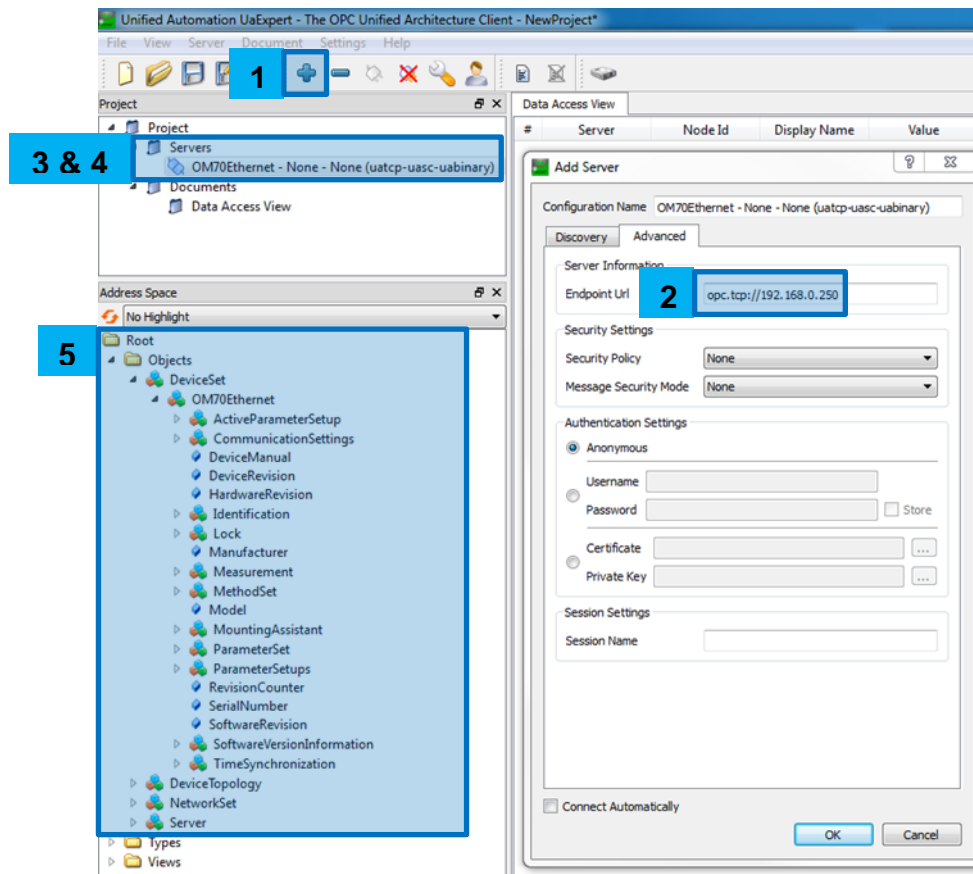 Unified Automation UaExpert - The OPC Unified Architecture Client - NewProject*
File View Server Document Settings Help
1
Project
Project
Servers
3 & 4
OM70Ethernet - None - None (uatcp-uasc-uabinary)
Documents
Data Access View
Address Space
No Highlight
5
Root
Objects
DeviceSet
OM70Ethernet
ActiveParameterSetup
CommunicationSettings
DeviceManual
DeviceRevision
HardwareRevision
Identification
Lock
Manufacturer
Measurement
MethodSet
Model
MountingAssistant
ParameterSet
ParameterSetups
RevisionCounter
SerialNumber
SoftwareRevision
SoftwareVersionInformation
TimeSynchronization
DeviceTopology
NetworkSet
Server
Types
Views
Data Access View
# Server Node Id Display Name Value
Add Server
Configuration Name OM70Ethernet - None - None (uatcp-uasc-uabinary)
Discovery Advanced
Server Information
Endpoint Url 2 opc.tcp://192.168.0.250
Security Settings
Security Policy None
Message Security Mode None
Authentication Settings
Anonymous
Username
Password Store
Certificate ...
Private Key ...
Session Settings
Session Name
Connect Automatically
OK Cancel